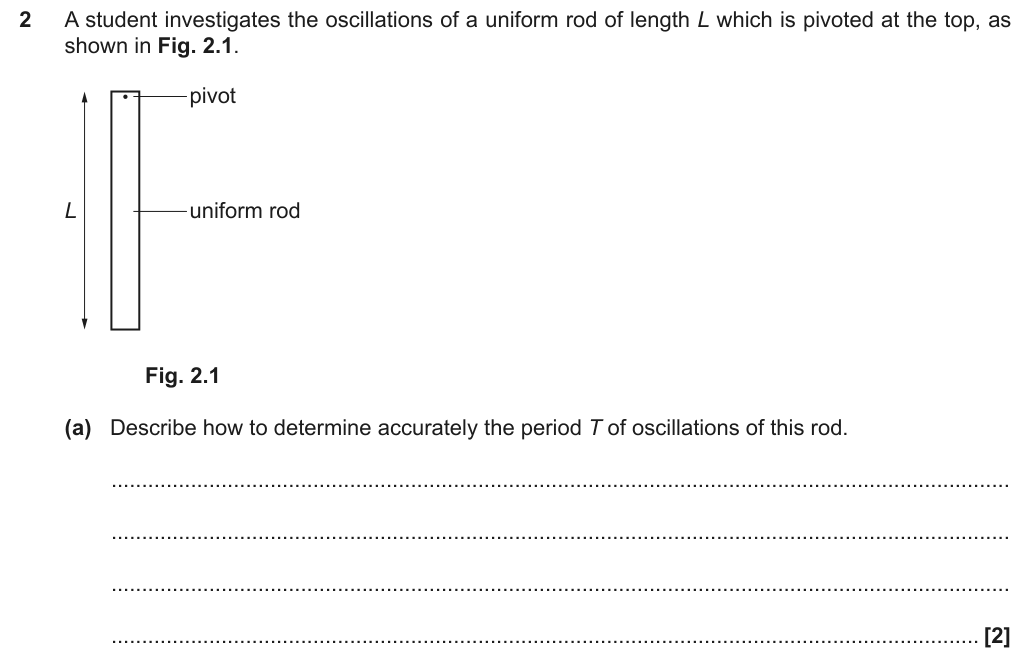 2 A student investigates the oscillations of a uniform rod of length L which is pivoted at the top, as
shown in Fig. 2.1.
pivot
L
uniform rod
Fig. 2.1
(a) Describe how to determine accurately the period T of oscillations of this rod.
..........................................................................................................................................................
..........................................................................................................................................................
..........................................................................................................................................................
.................................................................................................................................................... [2]